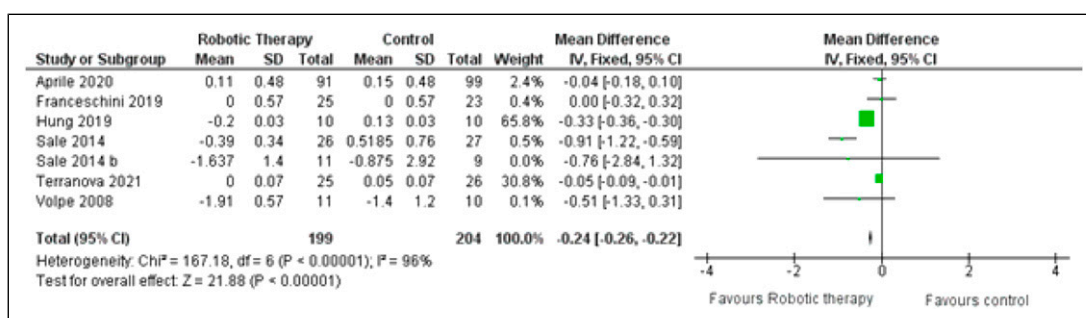 Robotic Therapy Control Mean Difference Mean Difference
Study or Subgroup Mean SD Total Mean SD Total Weight IV, Fixed, 95% CI IV, Fixed, 95% CI
Aprile 2020 0.11 0.48 91 0.15 0.48 99 2.4% -0.04 [-0.18, 0.10]
Franceschini 2019 0 0.57 25 0 0.57 23 0.4% 0.00 [-0.32, 0.32]
Hung 2019 -0.2 0.03 10 0.13 0.03 10 65.8% -0.33 [-0.36, -0.30]
Sale 2014 -0.39 0.34 26 0.5185 0.76 27 0.5% -0.91 [-1.22, -0.59]
Sale 2014 b -1.637 1.4 11 -0.875 2.92 9 0.0% -0.76 [-2.84, 1.32]
Terranova 2021 0 0.07 25 0.05 0.07 26 30.8% -0.05 [-0.09, -0.01]
Volpe 2008 -1.91 0.57 11 -1.4 1.2 10 0.1% -0.51 [-1.33, 0.31]
Total (95% CI) 199 204 100.0% -0.24 [-0.26, -0.22]
Heterogeneity: Chi² = 167.18, df = 6 (P < 0.00001); I² = 96%
Test for overall effect: Z = 21.88 (P < 0.00001)
-4 -2 0 2 4
Favours Robotic therapy Favours control